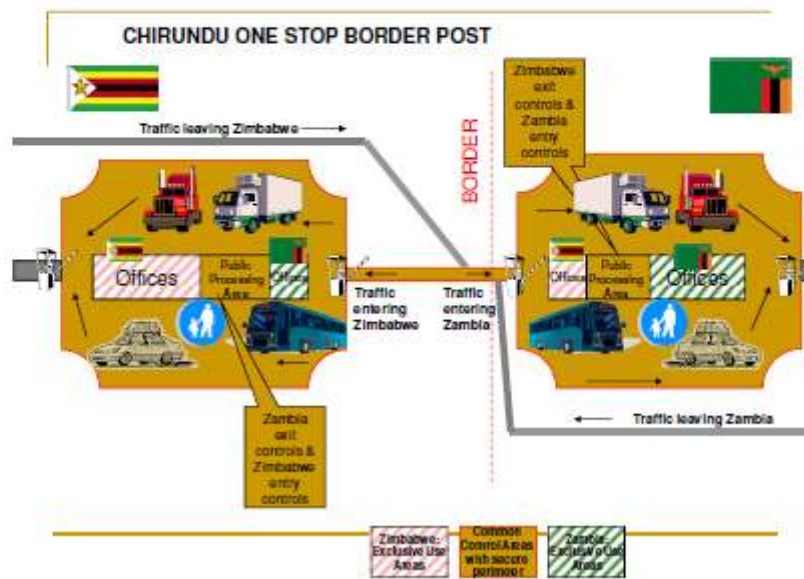 CHIRUNDU ONE STOP BORDER POST
Zimbabwe
exit
controls &
Zambia
entry
controls
Traffic leaving Zimbabwe
BORDER
Offices
Public
Processing
Area
Offices
Traffic
entering
Zimbabwe
Traffic
entering
Zambia
Offices
Public
Processing
Area
Offices
Zambia
exit
controls &
Zimbabwe
entry
controls
Traffic leaving Zambia
Zimbabwe:
Exclusive Use
Areas
Common
Control Areas
with secure
perimeter
Zambia:
Exclusive Use
Areas